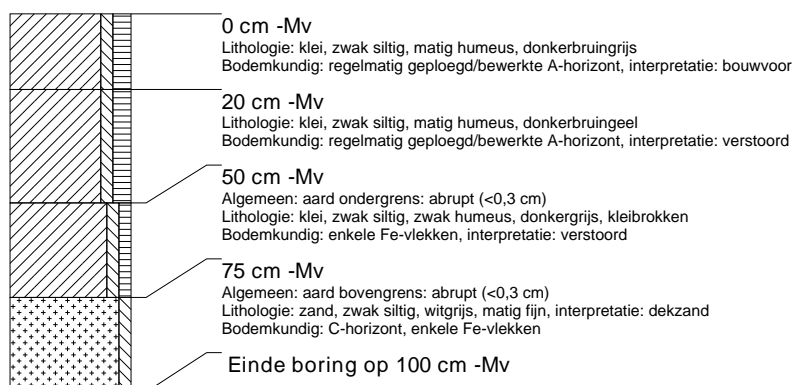 0 cm -Mv
Lithologie: klei, zwak siltig, matig humeus, donkerbruingrijs
Bodemkundig: regelmatig geploegd/bewerkte A-horizont, interpretatie: bouwvoor
20 cm -Mv
Lithologie: klei, zwak siltig, matig humeus, donkerbruingeel
Bodemkundig: regelmatig geploegd/bewerkte A-horizont, interpretatie: verstoord
50 cm -Mv
Algemeen: aard ondergrens: abrupt (<0,3 cm)
Lithologie: klei, zwak siltig, zwak humeus, donkergrijs, kleibrokken
Bodemkundig: enkele Fe-vlekken, interpretatie: verstoord
75 cm -Mv
Algemeen: aard bovengrens: abrupt (<0,3 cm)
Lithologie: zand, zwak siltig, witgrijs, matig fijn, interpretatie: dekzand
Bodemkundig: C-horizont, enkele Fe-vlekken
Einde boring op 100 cm -Mv